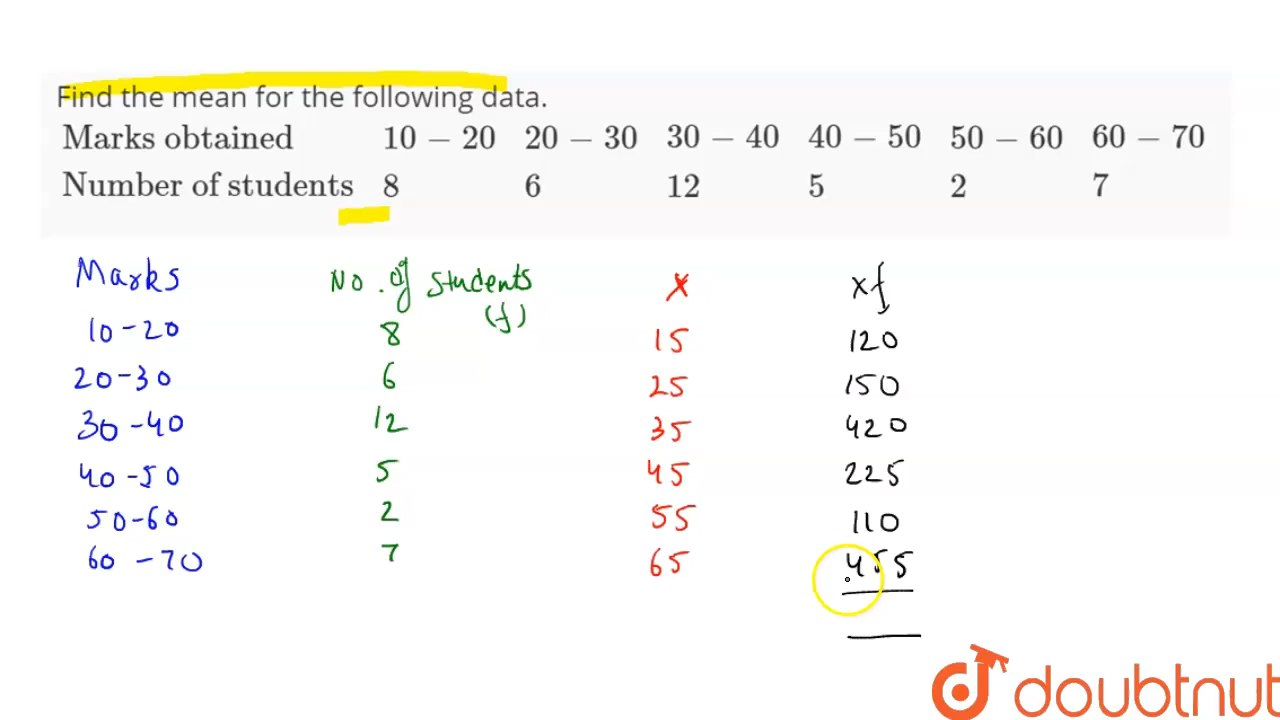 Find the mean for the following data.
Marks obtained 10 − 20 20 − 30 30 − 40 40 − 50 50 − 60 60 − 70
Number of students 8 6 12 5 2 7
Marks No. of students (f) x xf
10-20 8 15 120
20-30 6 25 150
30-40 12 35 420
40-50 5 45 225
50-60 2 55 110
60-70 7 65 455
doubtnut